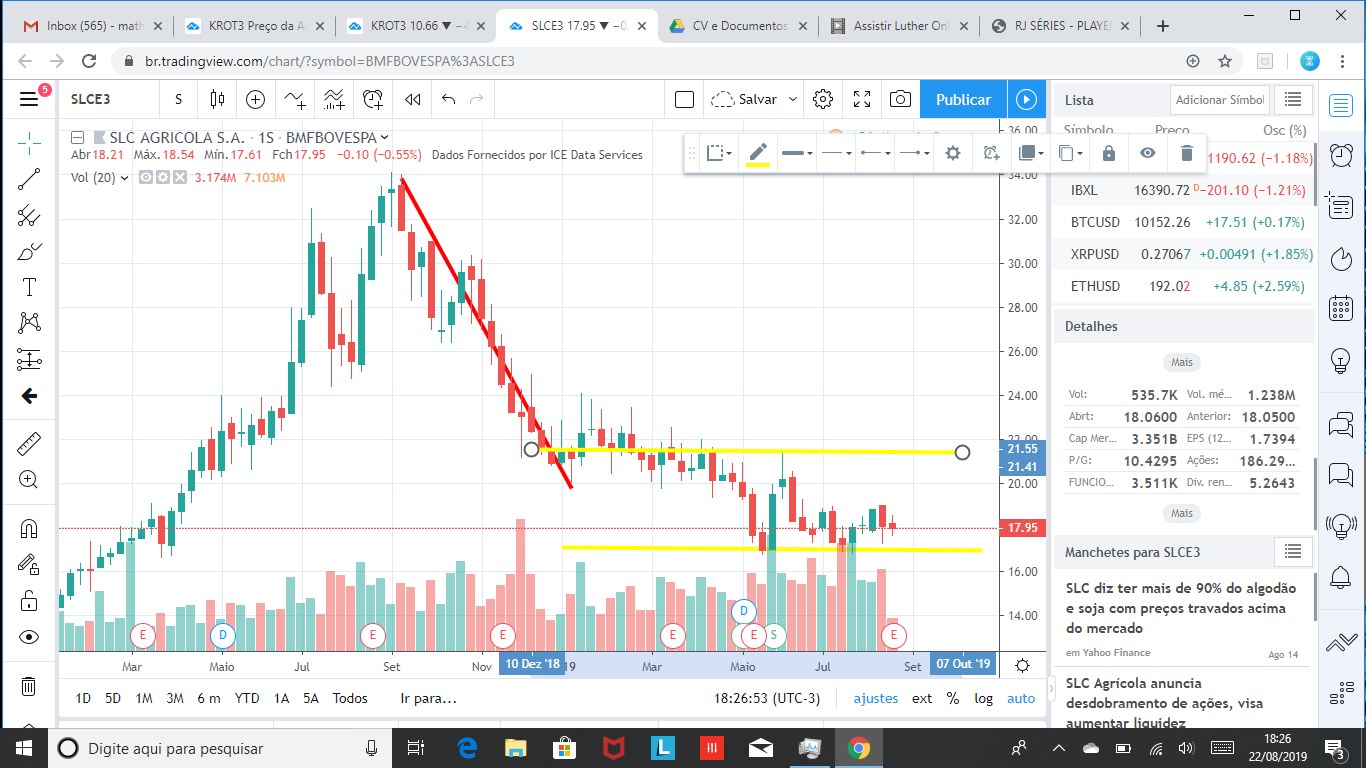 Inbox (565) - math
KROT3 Preço da A
KROT3 10.66 ▼ −4
SLCE3 17.95 ▼ −0
CV e Documentos
Assistir Luther Onl
RJ SÉRIES - PLAYE
br.tradingview.com/chart/?symbol=BMFBOVESPA%3ASLCE3
5
SLCE3
S
Salvar
Publicar
Lista
Adicionar Símbol
Símbolo Preço Osc (%)
SLC AGRICOLA S.A. · 1S · BMFBOVESPA
Abr18.21 Máx.18.54 Mín.17.61 Fch17.95 −0.10 (−0.55%) Dados Fornecidos por ICE Data Services
Vol (20) 3.174M 7.103M
1190.62 (−1.18%)
IBXL 16390.72 D −201.10 (−1.21%)
BTCUSD 10152.26 +17.51 (+0.17%)
XRPUSD 0.27067 +0.00491 (+1.85%)
ETHUSD 192.02 +4.85 (+2.59%)
36.00
34.00
32.00
30.00
28.00
26.00
24.00
22.00
21.55
21.41
20.00
17.95
16.00
14.00
Detalhes
Mais
Vol: 535.7K Vol. mé... 1.238M
Abrt: 18.0600 Anterior: 18.0500
Cap Mer... 3.351B EPS (12... 1.7394
P/G: 10.4295 Ações: 186.29...
FUNCIO... 3.511K Div. ren... 5.2643
Mais
Manchetes para SLCE3
SLC diz ter mais de 90% do algodão
e soja com preços travados acima
do mercado
em Yahoo Finance Ago 14
SLC Agrícola anuncia
desdobramento de ações, visa
aumentar liquidez
D
E D E E E E S E
Mar Maio Jul Set Nov 10 Dez '18 19 Mar Maio Jul Set 07 Out '19
1D 5D 1M 3M 6 m YTD 1A 5A Todos Ir para... 18:26:53 (UTC-3) ajustes ext % log auto
Digite aqui para pesquisar
L
18:26
22/08/2019
3